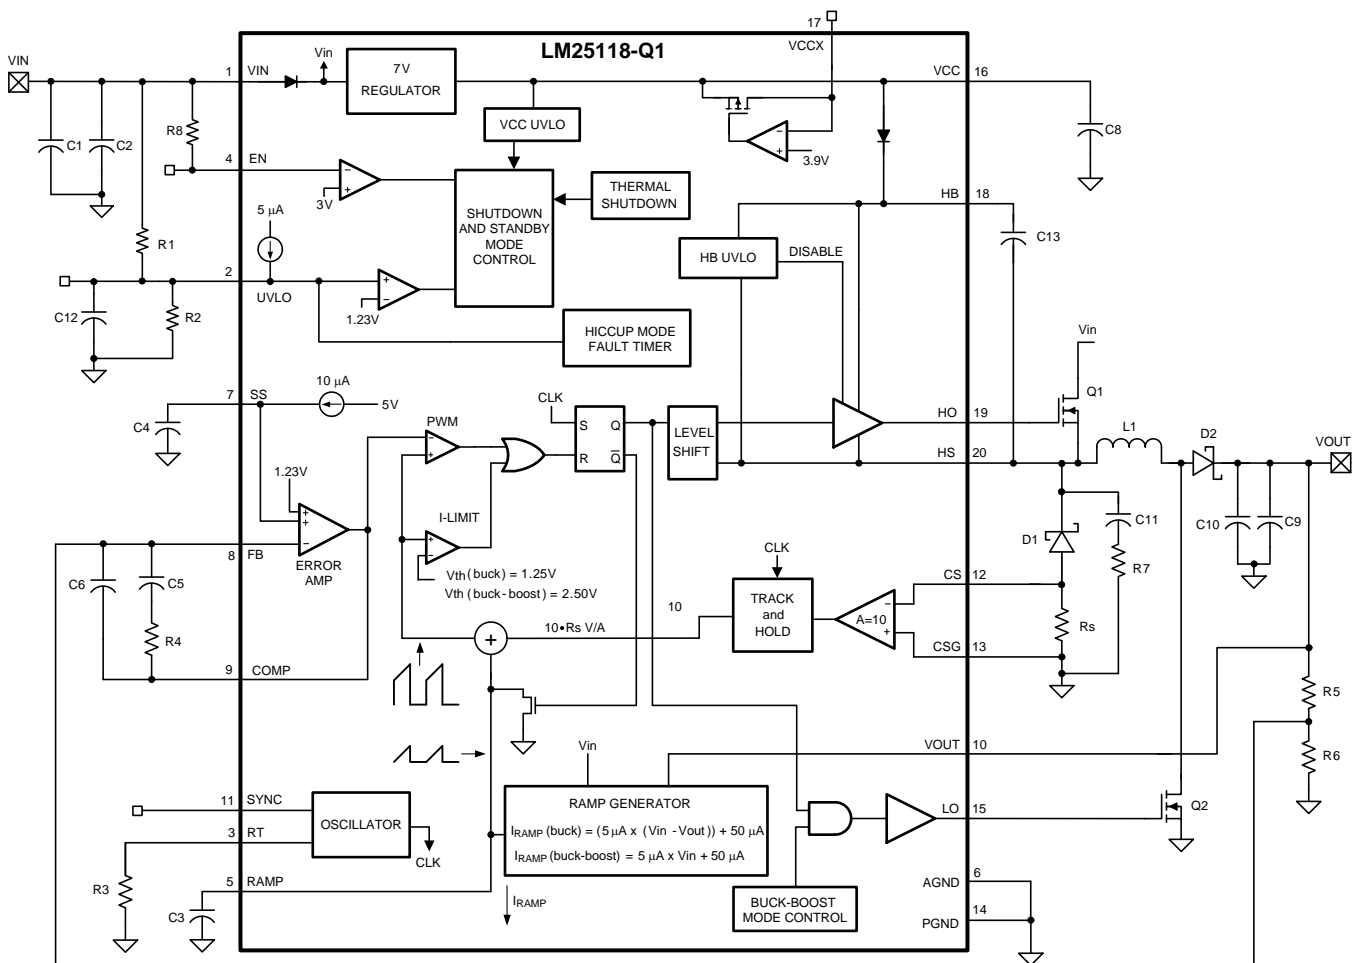 17
VCCX
LM25118-Q1
VIN
1
VIN
Vin
7V
REGULATOR
VCC
16
C1
C2
R8
VCC UVLO
3.9V
C8
4
EN
3V
THERMAL
SHUTDOWN
SHUTDOWN
AND STANDBY
MODE
CONTROL
HB
18
5 µA
R1
C13
HB UVLO
DISABLE
2
UVLO
1.23V
C12
R2
HICCUP MODE
FAULT TIMER
Vin
7
SS
10 µA
5V
CLK
Q1
C4
PWM
S
Q
R
Q̅
LEVEL
SHIFT
HO
19
L1
D2
VOUT
HS
20
1.23V
I-LIMIT
C11
C10
C9
D1
R7
8
FB
ERROR
AMP
CLK
C6
C5
Vth (buck) = 1.25V
Vth (buck-boost) = 2.50V
CS
12
10
TRACK
and
HOLD
A=10
Rs
R4
10•Rs V/A
CSG
13
9
COMP
R5
Vin
VOUT
10
R6
11
SYNC
OSCILLATOR
RAMP GENERATOR
IRAMP (buck) = (5 µA x (Vin - Vout)) + 50 µA
IRAMP (buck-boost) = 5 µA x Vin + 50 µA
LO
15
Q2
3
RT
CLK
R3
5
RAMP
IRAMP
C3
BUCK-BOOST
MODE CONTROL
6
AGND
14
PGND